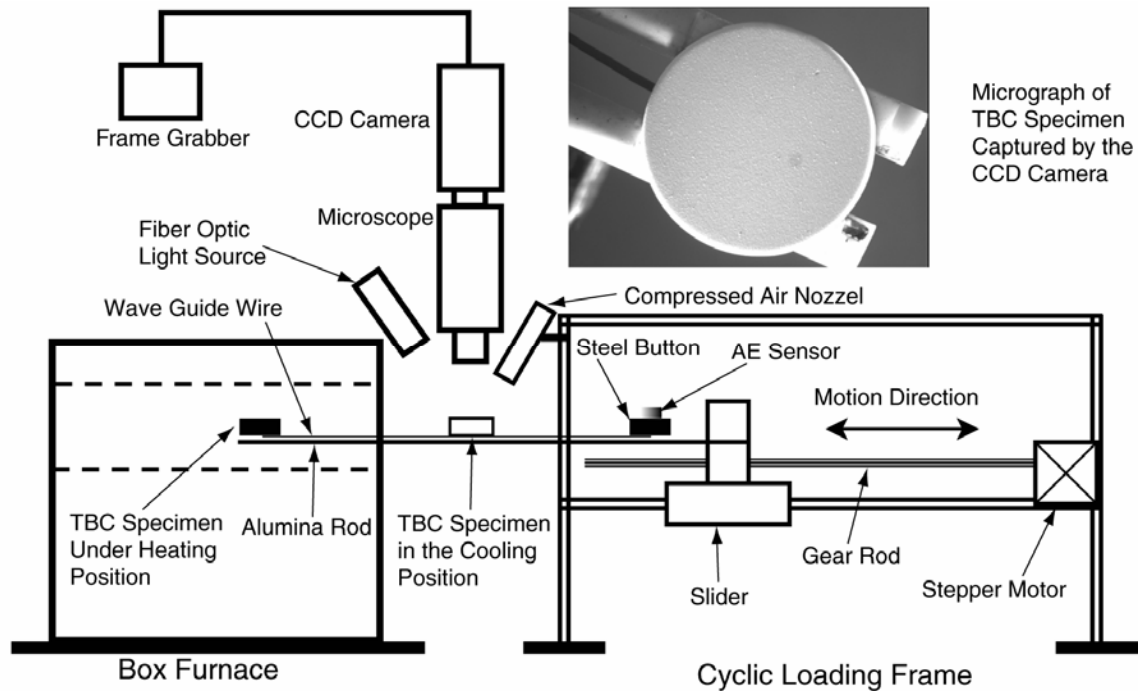 Frame Grabber
CCD Camera
Micrograph of
TBC Specimen
Captured by the
CCD Camera
Microscope
Fiber Optic
Light Source
Wave Guide Wire
Compressed Air Nozzel
Steel Button
AE Sensor
Motion Direction
TBC Specimen
Under Heating
Position
Alumina Rod
TBC Specimen
in the Cooling
Position
Slider
Gear Rod
Stepper Motor
Box Furnace
Cyclic Loading Frame